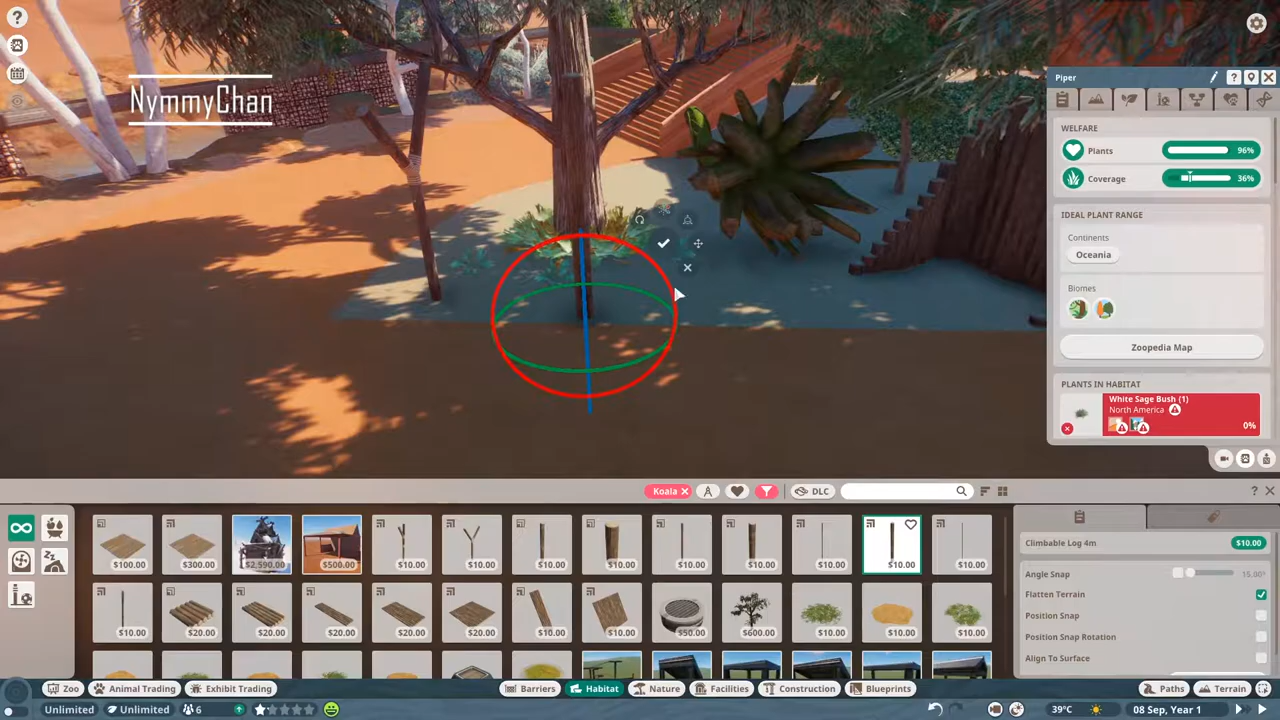 ?
NymmyChan
Piper
?
WELFARE
Plants 96%
Coverage 36%
IDEAL PLANT RANGE
Continents
Oceania
Biomes
Zoopedia Map
PLANTS IN HABITAT
White Sage Bush (1)
North America
0%
Koala
DLC
?
$100.00 $300.00 $2,590.00 $500.00 $10.00 $10.00 $10.00 $10.00 $10.00 $10.00 $10.00 $10.00 $10.00
$10.00 $20.00 $20.00 $20.00 $20.00 $20.00 $10.00 $10.00 $50.00 $600.00 $10.00 $10.00 $10.00
Climbable Log 4m $10.00
Angle Snap 15.00°
Flatten Terrain
Position Snap
Position Snap Rotation
Align To Surface
Zoo Animal Trading Exhibit Trading Barriers Habitat Nature Facilities Construction Blueprints Paths Terrain
Unlimited Unlimited 6 39°C 08 Sep, Year 1